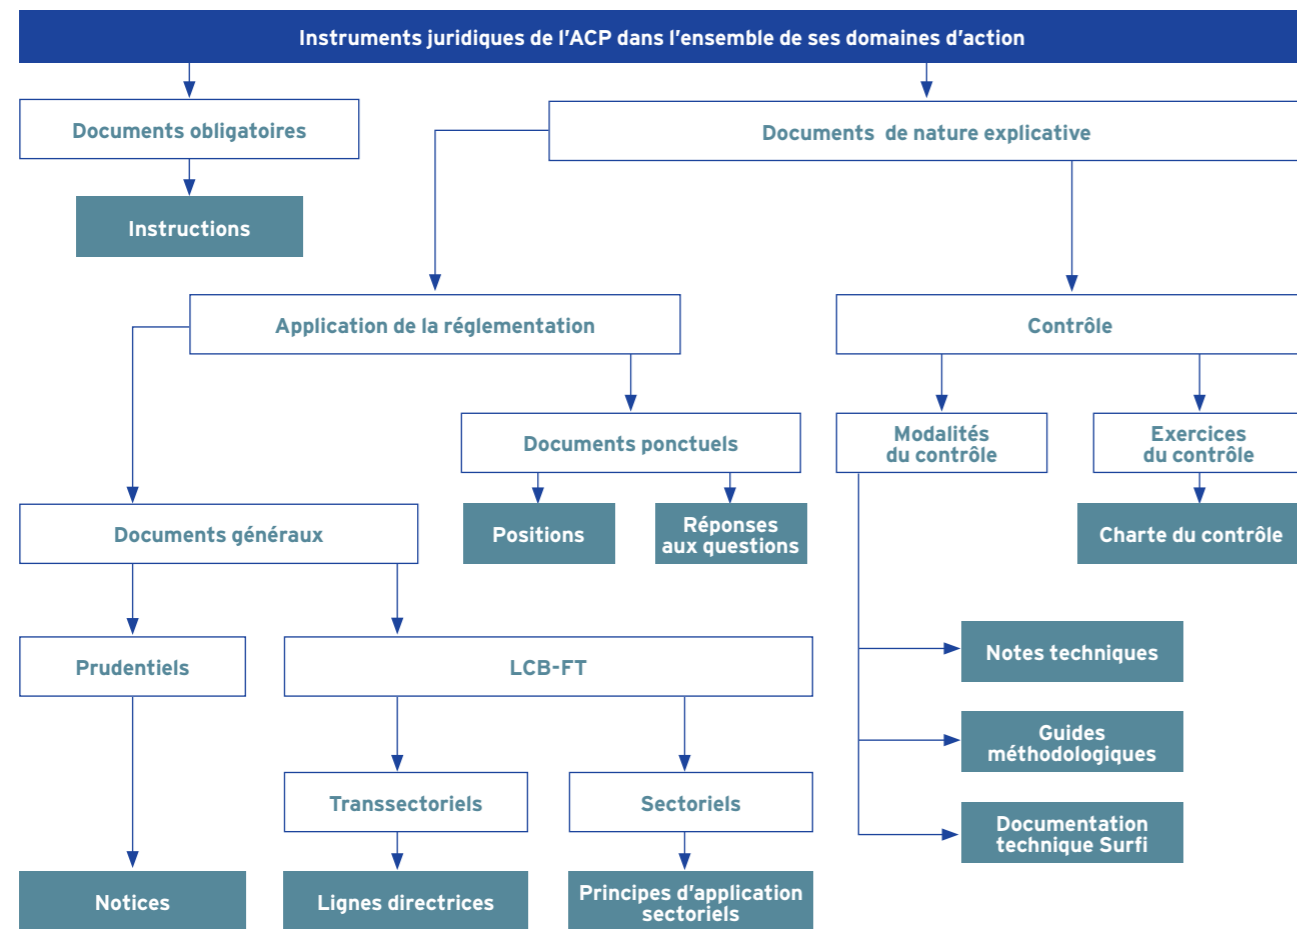 Instruments juridiques de l’ACP dans l’ensemble de ses domaines d’action
Documents obligatoires
Documents de nature explicative
Instructions
Application de la réglementation
Contrôle
Documents ponctuels
Modalités
du contrôle
Exercices
du contrôle
Documents généraux
Positions
Réponses
aux questions
Charte du contrôle
Prudentiels
LCB-FT
Notes techniques
Guides
méthodologiques
Transsectoriels
Sectoriels
Documentation
technique Surfi
Notices
Lignes directrices
Principes d’application
sectoriels